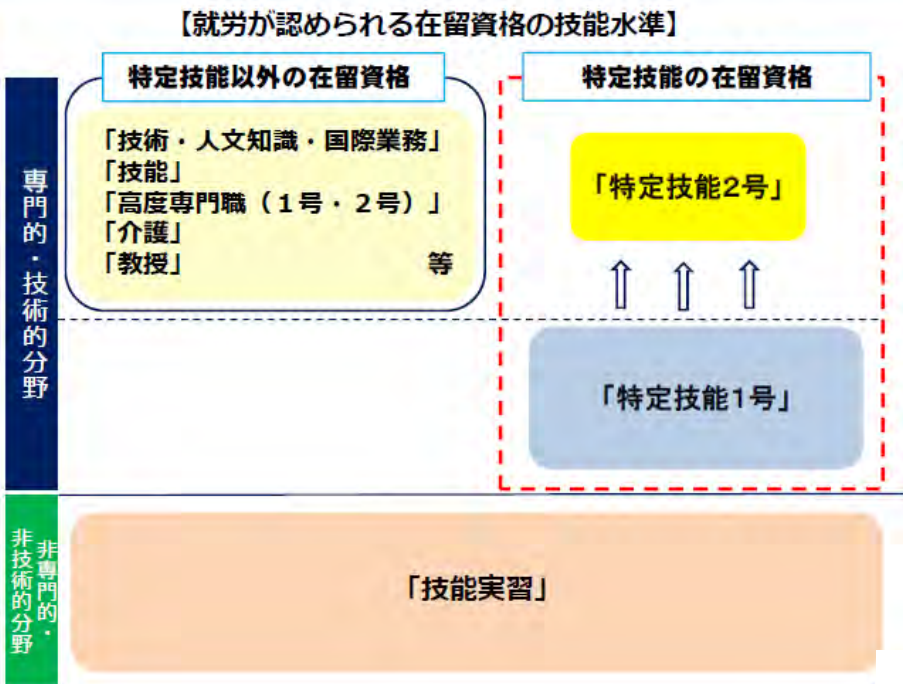 【就労が認められる在留資格の技能水準】
特定技能以外の在留資格
特定技能の在留資格
専門的・技術的分野
「技術・人文知識・国際業務」
「技能」
「高度専門職(1号・2号)」
「介護」
「教授」 等
「特定技能2号」
「特定技能1号」
非専門的・
非技術的分野
「技能実習」